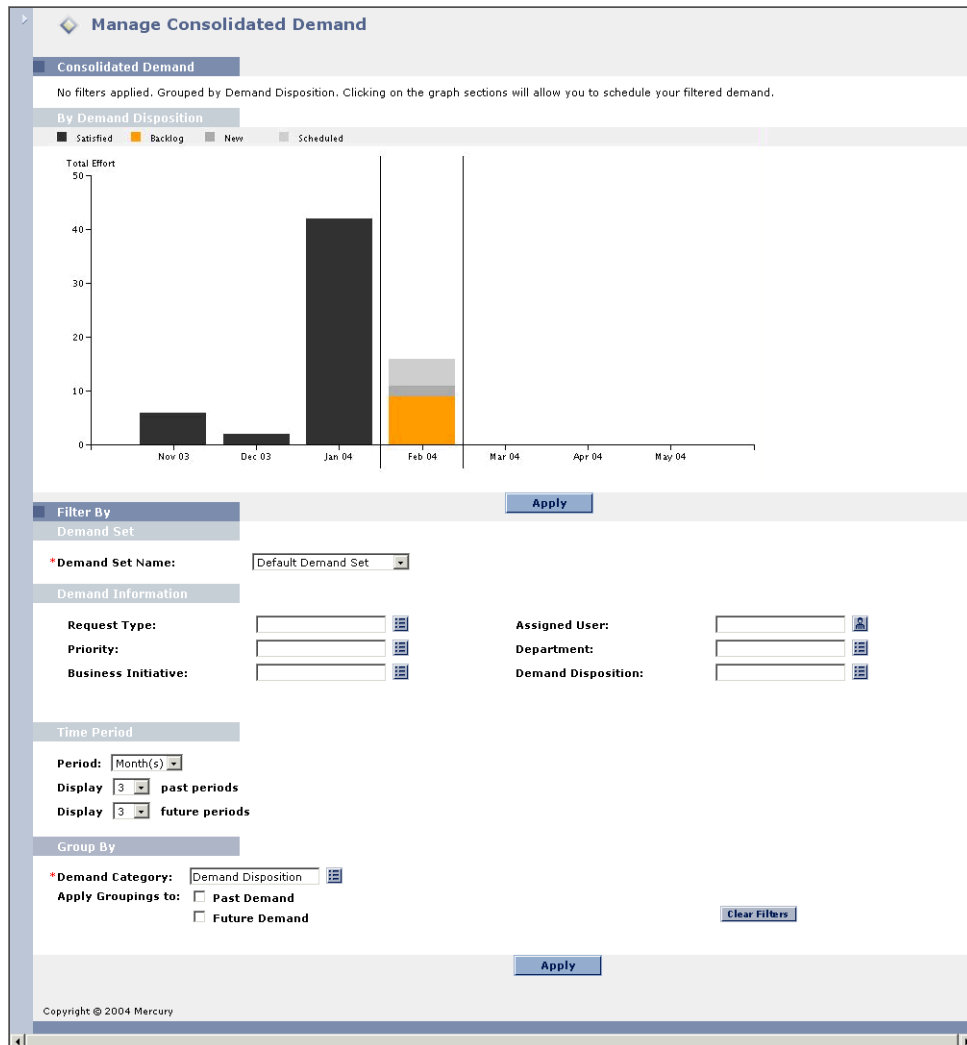 Manage Consolidated Demand
Consolidated Demand
No filters applied. Grouped by Demand Disposition. Clicking on the graph sections will allow you to schedule your filtered demand.
By Demand Disposition
Satisfied Backlog New Scheduled
Total Effort
50
40
30
20
10
0
Nov 03 Dec 03 Jan 04 Feb 04 Mar 04 Apr 04 May 04
Apply
Filter By
Demand Set
*Demand Set Name: Default Demand Set
Demand Information
Request Type: Assigned User:
Priority: Department:
Business Initiative: Demand Disposition:
Time Period
Period: Month(s)
Display 3 past periods
Display 3 future periods
Group By
*Demand Category: Demand Disposition
Apply Groupings to: Past Demand
Future Demand
Clear Filters
Apply
Copyright © 2004 Mercury